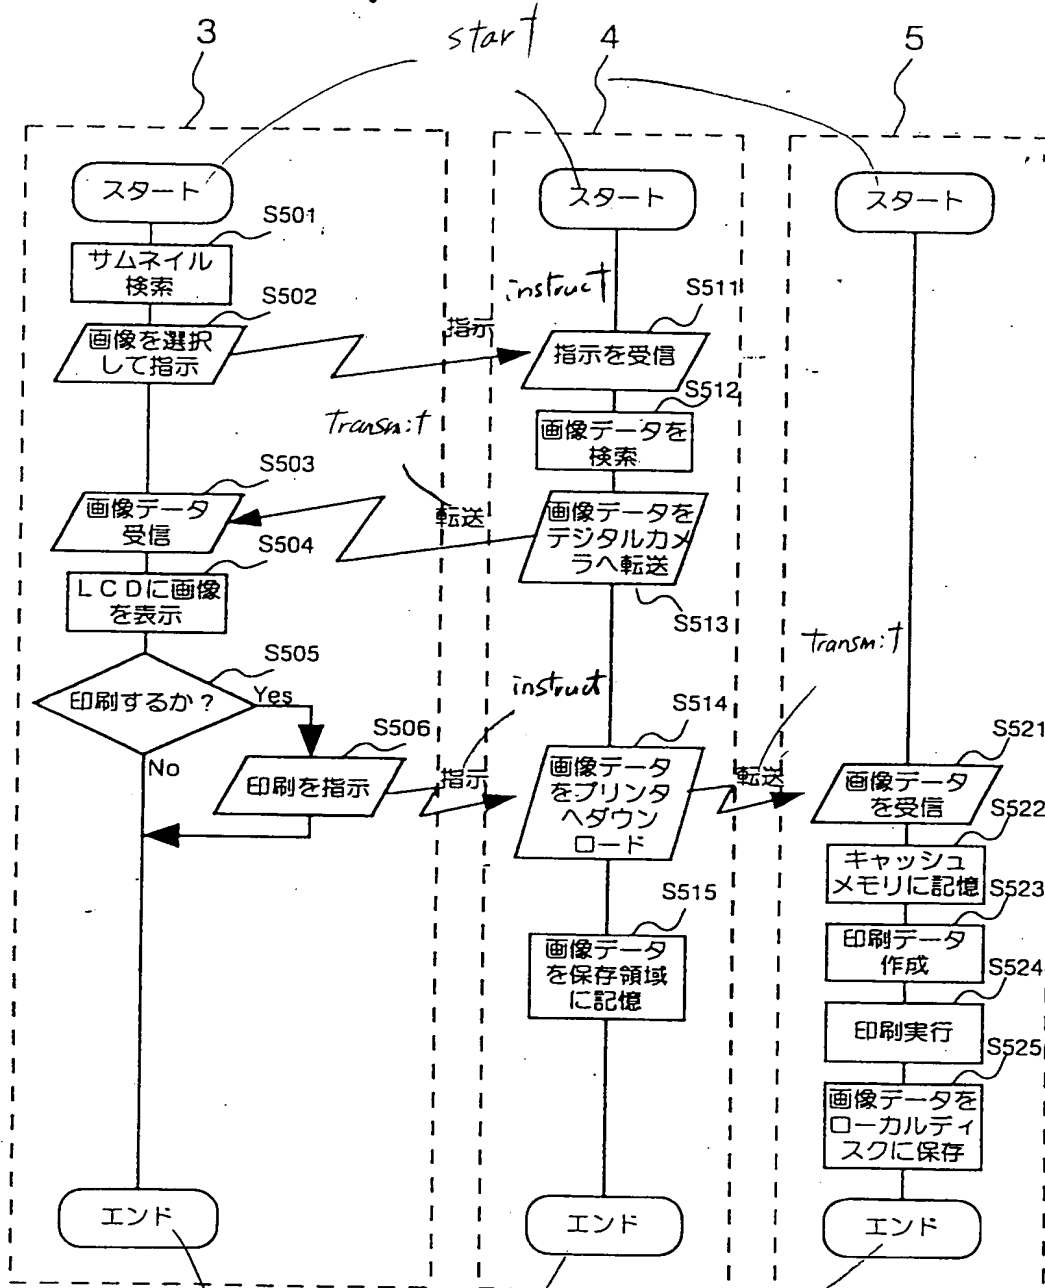 3
start
4
5
スタート
S501
サムネイル
検索
S502
画像を選択
して指示
指示
S503
画像データ
受信
S504
LCDに画像
を表示
S505
印刷するか?
Yes
No
S506
印刷を指示
エンド
instruct
Transmit
転送
instruct
指示
スタート
S511
指示を受信
S512
画像データを
検索
画像データを
デジタルカメ
ラへ転送
S513
S514
画像データ
をプリンタ
へダウン
ロード
S515
画像データ
を保存領域
に記憶
エンド
transmit
転送
スタート
S521
画像データ
を受信
S522
キャッシュ
メモリに記憶
S523
印刷データ
作成
S524
印刷実行
S525
画像データを
ローカルディ
スクに保存
エンド